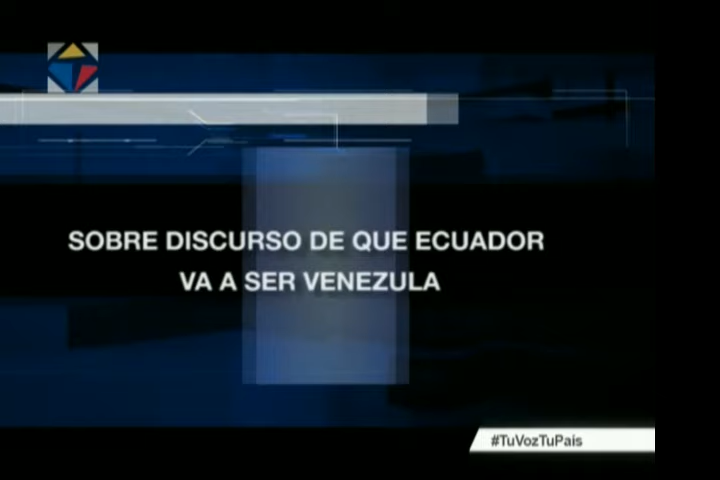 SOBRE DISCURSO DE QUE ECUADOR
VA A SER VENEZULA
#TuVozTuPaís